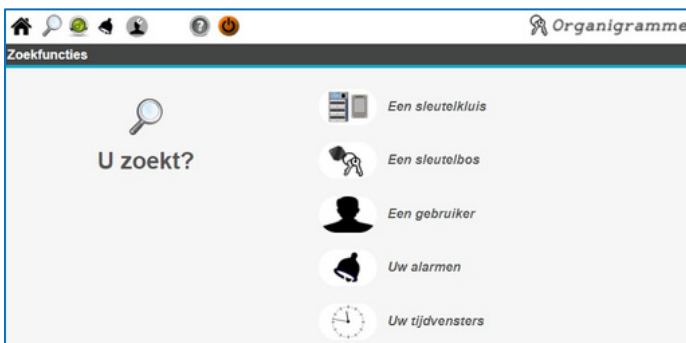 Organigramme
Zoekfuncties
U zoekt?
Een sleutelkluis
Een sleutelbos
Een gebruiker
Uw alarmen
Uw tijdvensters